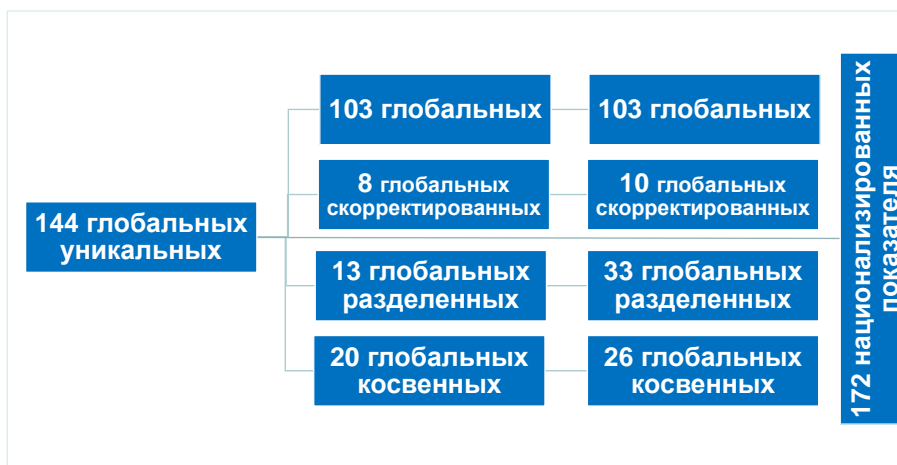 103 глобальных
103 глобальных
8 глобальных
скорректированных
10 глобальных
скорректированных
144 глобальных
уникальных
13 глобальных
разделенных
33 глобальных
разделенных
20 глобальных
косвенных
26 глобальных
косвенных
172 национализированных
показателя